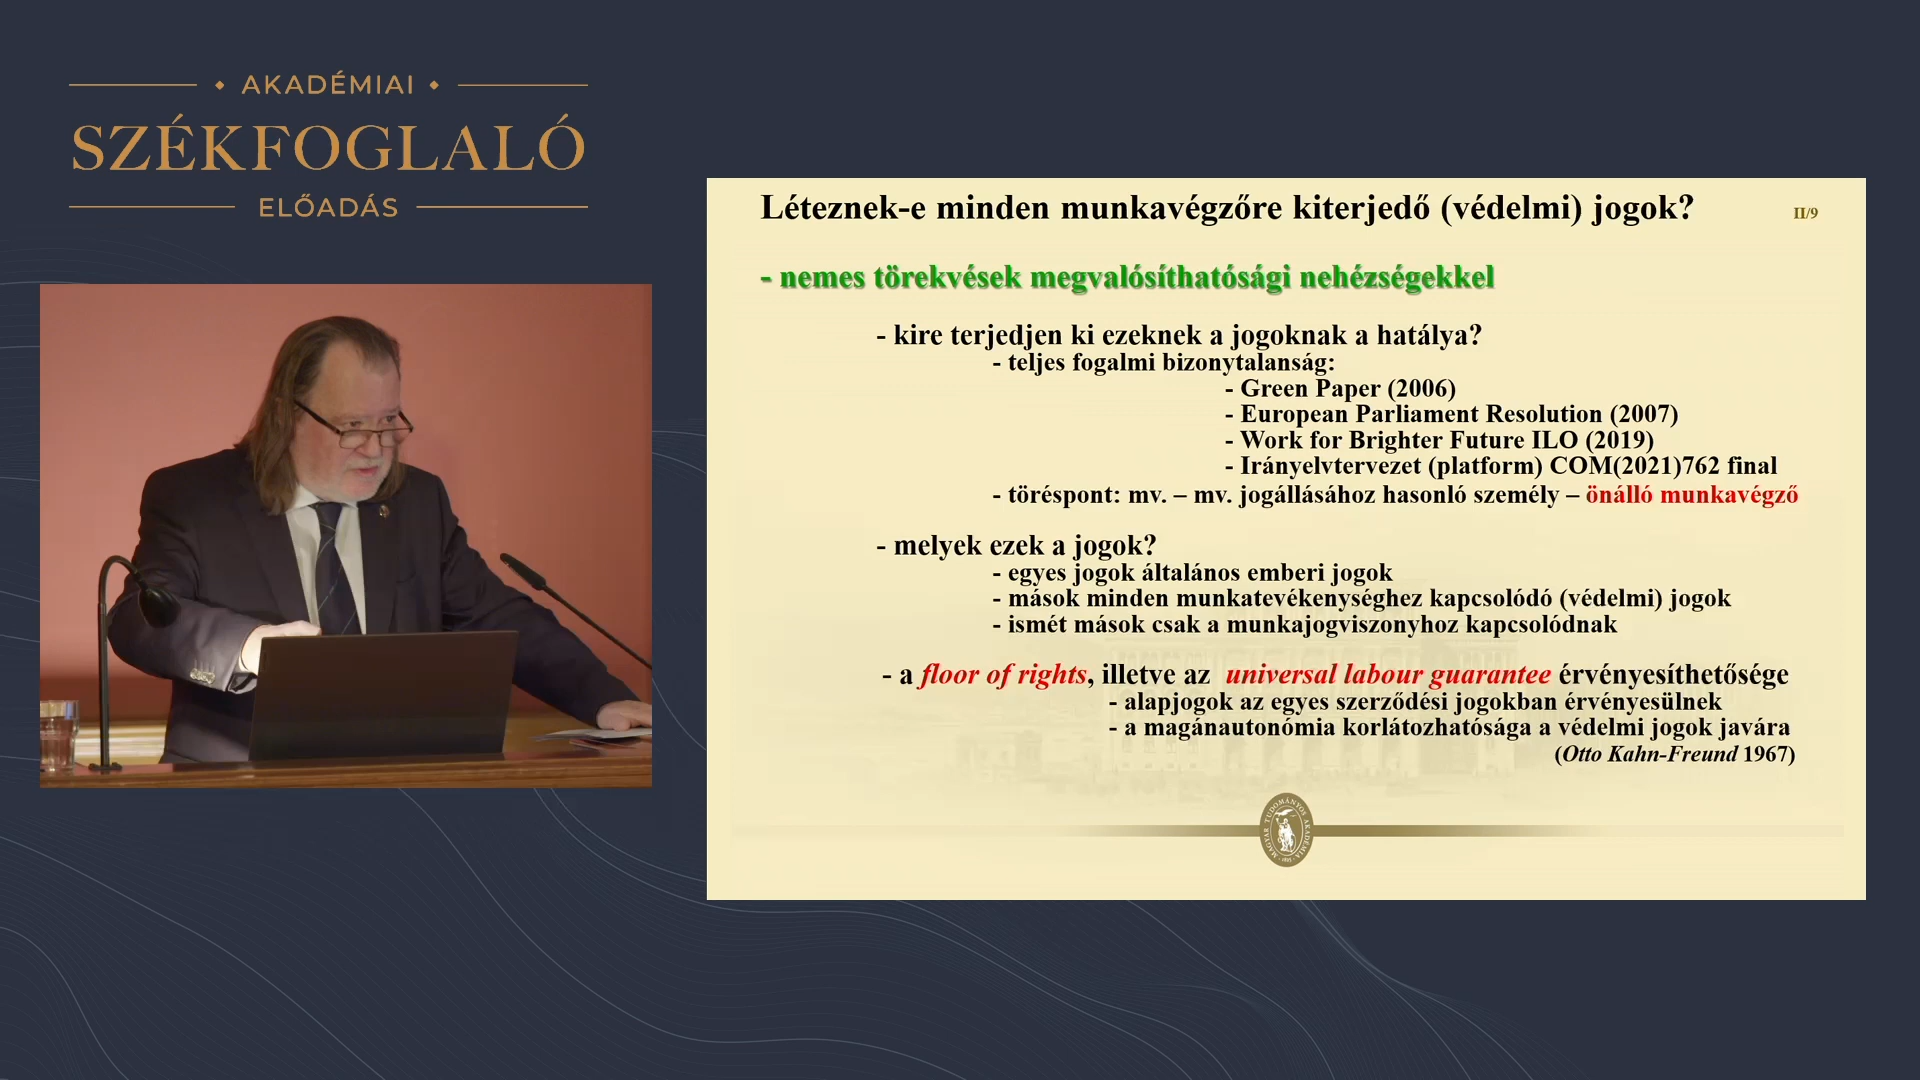 AKADÉMIAI
SZÉKFOGLALÓ
ELŐADÁS
Léteznek-e minden munkavégzőre kiterjedő (védelmi) jogok?
II/9
- nemes törekvések megvalósíthatósági nehézségekkel
- kire terjedjen ki ezeknek a jogoknak a hatálya?
- teljes fogalmi bizonytalanság:
- Green Paper (2006)
- European Parliament Resolution (2007)
- Work for Brighter Future ILO (2019)
- Irányelvtervezet (platform) COM(2021)762 final
- töréspont: mv. – mv. jogállásához hasonló személy – önálló munkavégző
- melyek ezek a jogok?
- egyes jogok általános emberi jogok
- mások minden munkatevékenységhez kapcsolódó (védelmi) jogok
- ismét mások csak a munkajogviszonyhoz kapcsolódnak
- a floor of rights, illetve az universal labour guarantee érvényesíthetősége
- alapjogok az egyes szerződési jogokban érvényesülnek
- a magánautonómia korlátozhatósága a védelmi jogok javára
(Otto Kahn-Freund 1967)
MAGYAR TUDOMÁNYOS AKADÉMIA